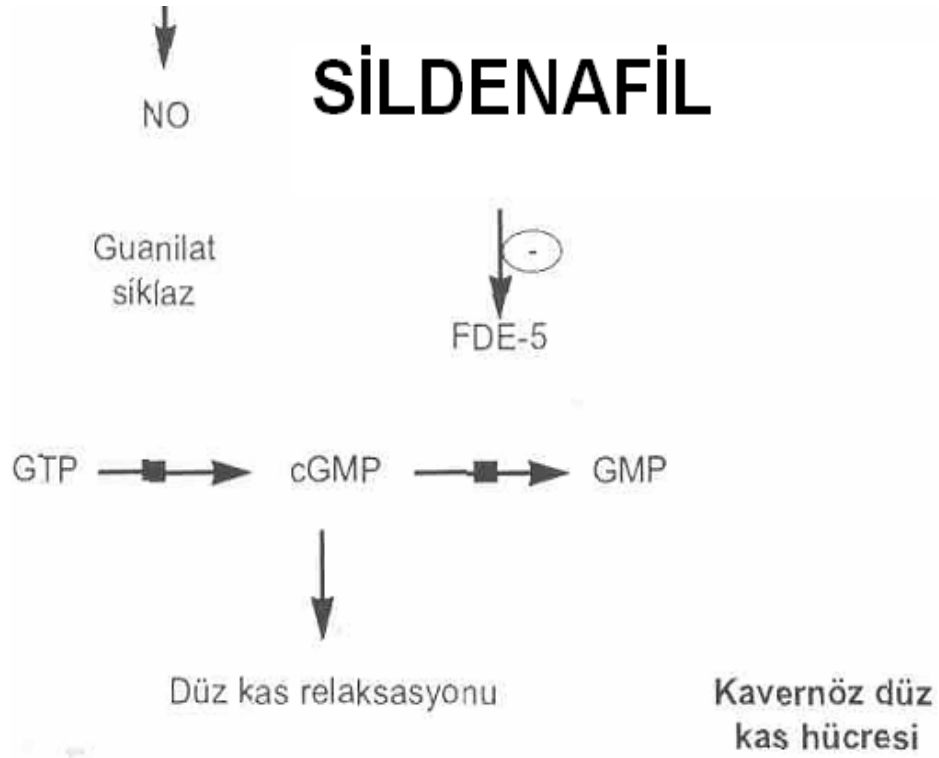 NO
SİLDENAFİL
Guanilat
siklaz
-
FDE-5
GTP
cGMP
GMP
Düz kas relaksasyonu
Kavernöz düz
kas hücresi